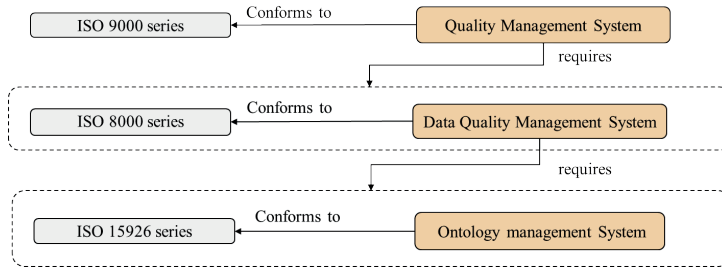 ISO 9000 series
Conforms to
Quality Management System
requires
ISO 8000 series
Conforms to
Data Quality Management System
requires
ISO 15926 series
Conforms to
Ontology management System